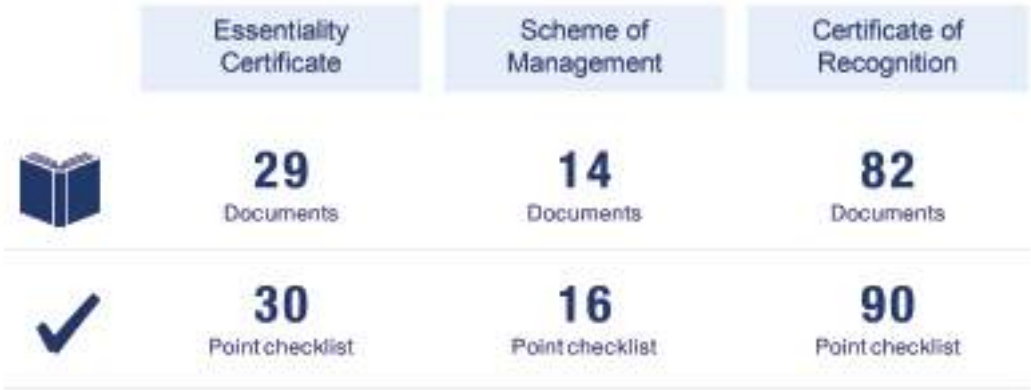 Essentiality
Certificate
Scheme of
Management
Certificate of
Recognition
29
Documents
14
Documents
82
Documents
30
Point checklist
16
Point checklist
90
Point checklist